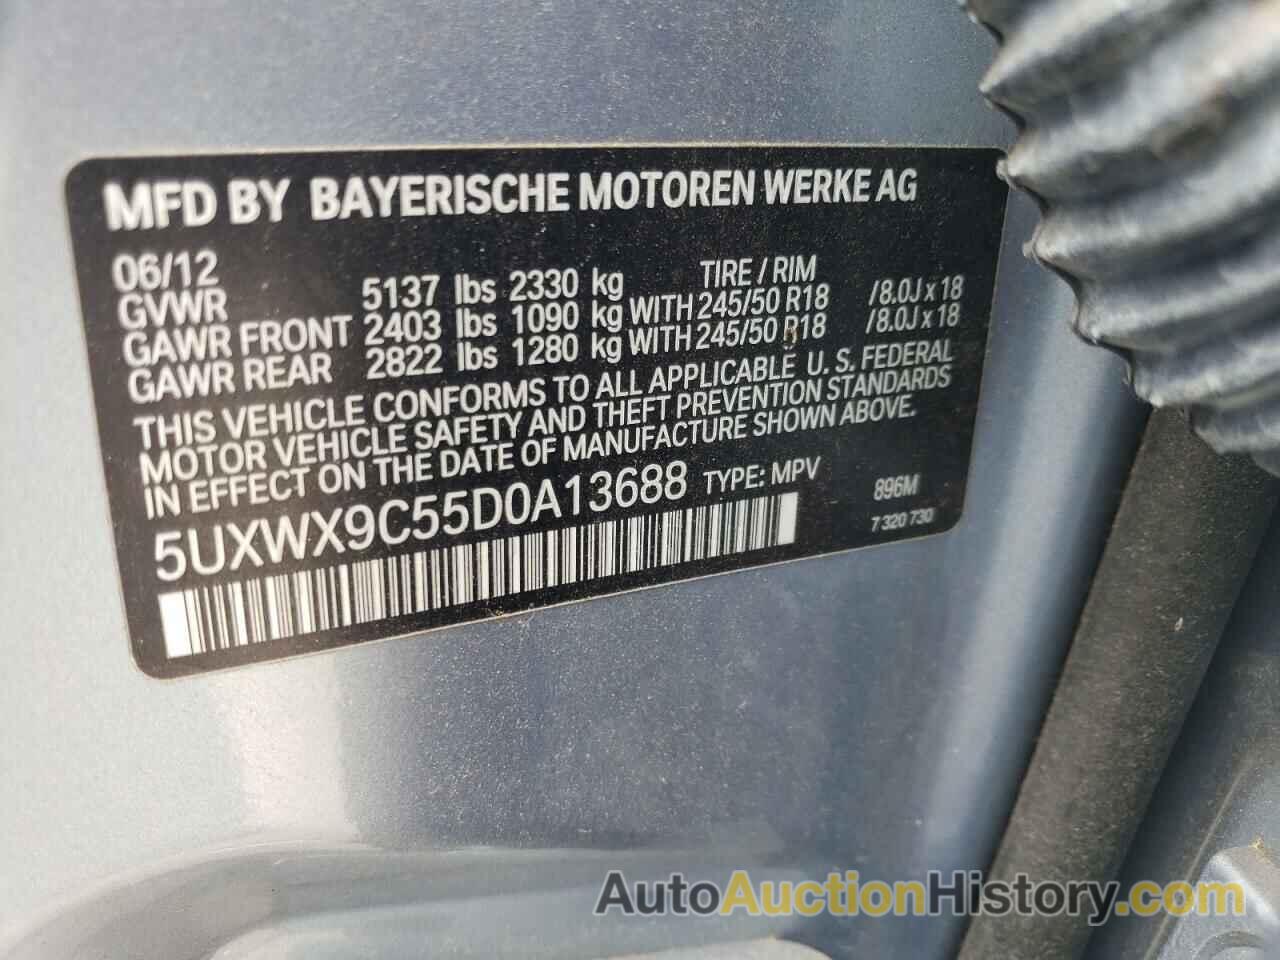 MFD BY BAYERISCHE MOTOREN WERKE AG
06/12 TIRE / RIM
GVWR 5137 lbs 2330 kg
GAWR FRONT 2403 lbs 1090 kg WITH 245/50 R18 / 8.0J x 18
GAWR REAR 2822 lbs 1280 kg WITH 245/50 R18 / 8.0J x 18
THIS VEHICLE CONFORMS TO ALL APPLICABLE U. S. FEDERAL
MOTOR VEHICLE SAFETY AND THEFT PREVENTION STANDARDS
IN EFFECT ON THE DATE OF MANUFACTURE SHOWN ABOVE.
5UXWX9C55D0A13688 TYPE: MPV 896M
7 320 730
AutoAuctionHistory.com